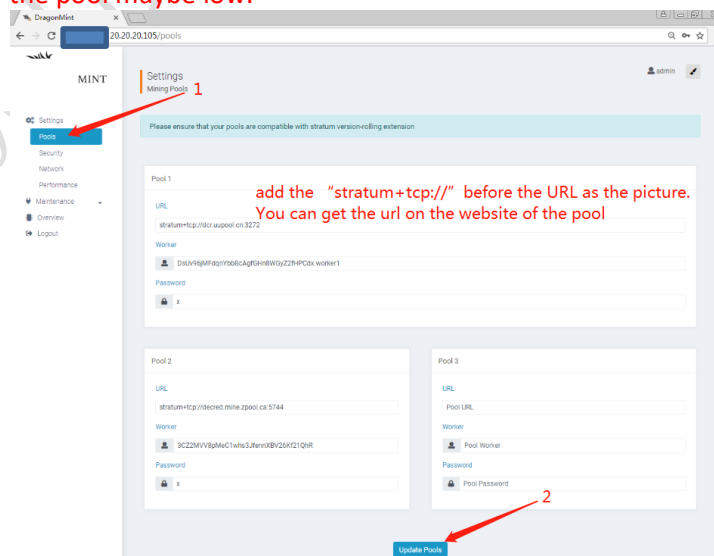 the pool maybe low.
DragonMint
20.20.20.105/pools
MINT
Settings
Mining Pools
1
admin
Settings
Pools
Security
Network
Performance
Maintenance
Overview
Logout
Please ensure that your pools are compatible with stratum version-rolling extension
Pool 1
add the “stratum+tcp://” before the URL as the picture.
You can get the url on the website of the pool
URL
stratum+tcp://dcr.uupool.cn:3272
Worker
DsUv96jMFdqnYbbBcAgfGHnBWGyZ2fHPCdx.worker1
Password
x
Pool 2
URL
stratum+tcp://decred.mine.zpool.ca:5744
Worker
3CZ2MVV8pMeC1whs3JfennXBV26Kf21QhR
Password
x
Pool 3
URL
Pool URL
Worker
Pool Worker
Password
Pool Password
2
Update Pools